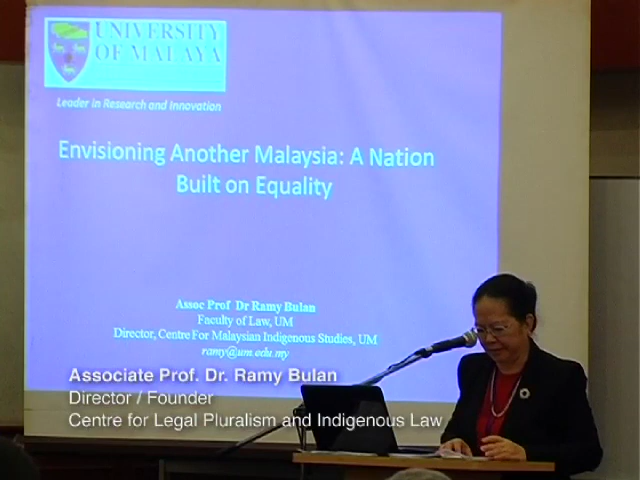 UNIVERSITY
OF MALAYA
Leader in Research and Innovation
Envisioning Another Malaysia: A Nation
Built on Equality
Assoc Prof Dr Ramy Bulan
Faculty of Law, UM
Director, Centre For Malaysian Indigenous Studies, UM
ramy@um.edu.my
Associate Prof. Dr. Ramy Bulan
Director / Founder
Centre for Legal Pluralism and Indigenous Law